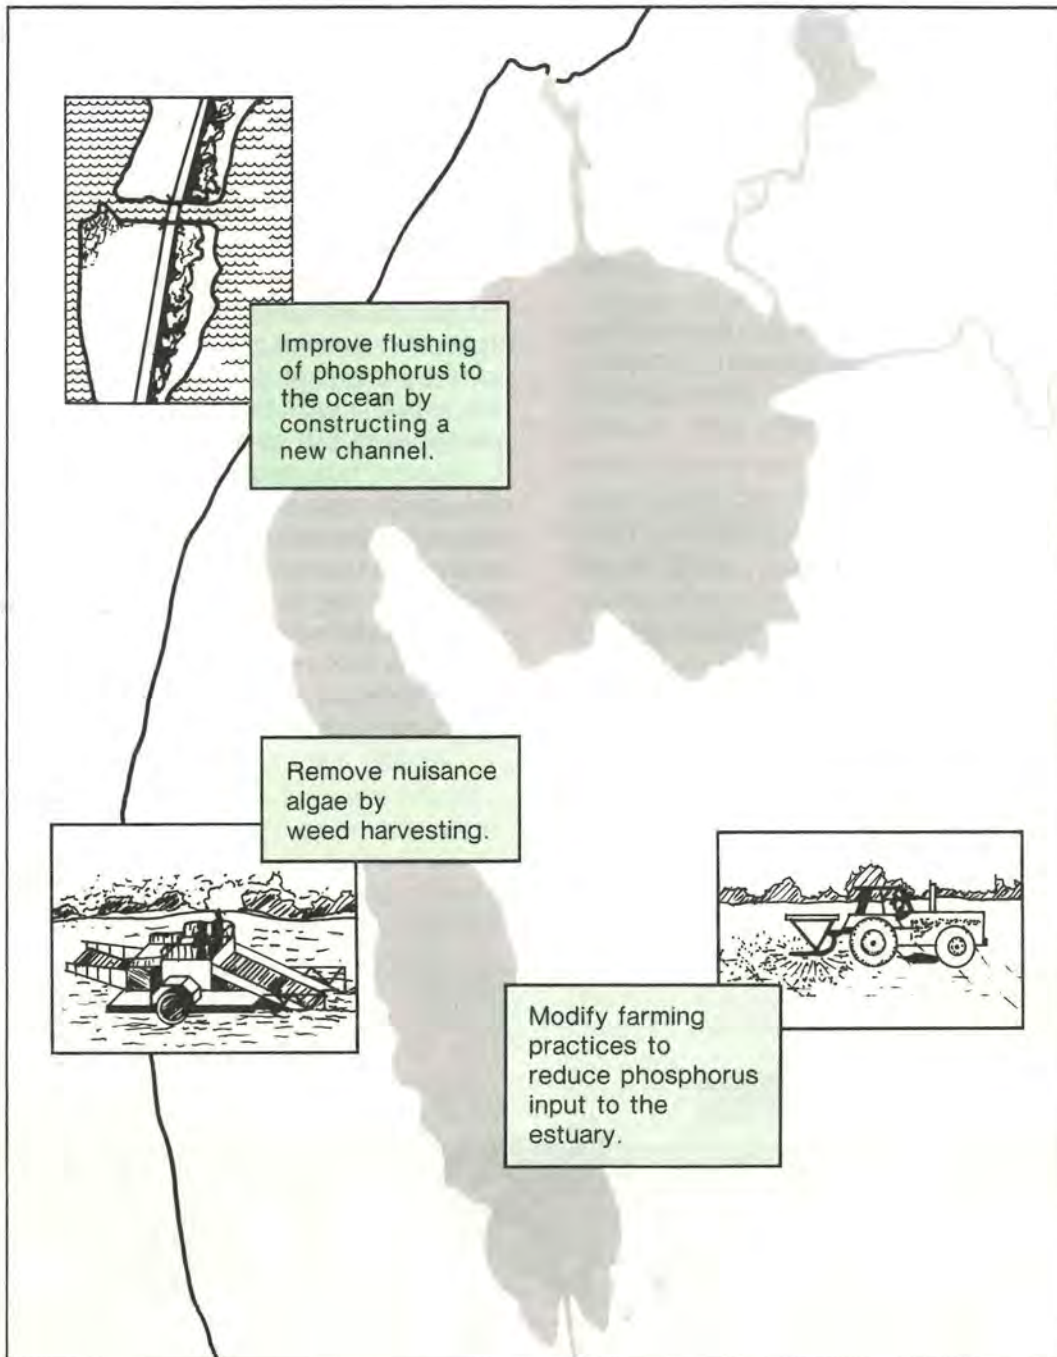 Improve flushing
of phosphorus to
the ocean by
constructing a
new channel.
Remove nuisance
algae by
weed harvesting.
Modify farming
practices to
reduce phosphorus
input to the
estuary.